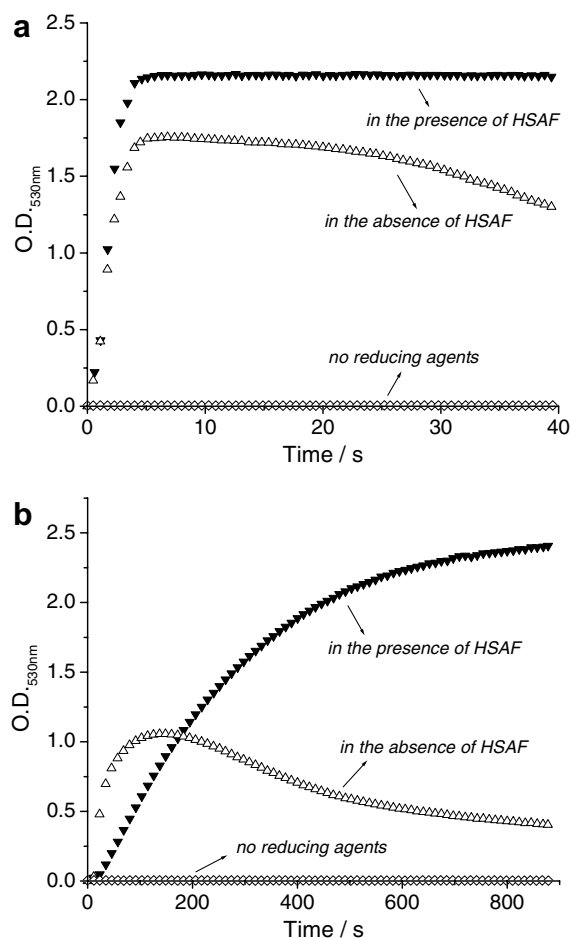 a
2.5
2.0
1.5
1.0
0.5
0.0
O.D.530nm
in the presence of HSAF
in the absence of HSAF
no reducing agents
0
10
20
30
40
Time / s
b
2.5
2.0
1.5
1.0
0.5
0.0
O.D.530nm
in the presence of HSAF
in the absence of HSAF
no reducing agents
0
200
400
600
800
Time / s